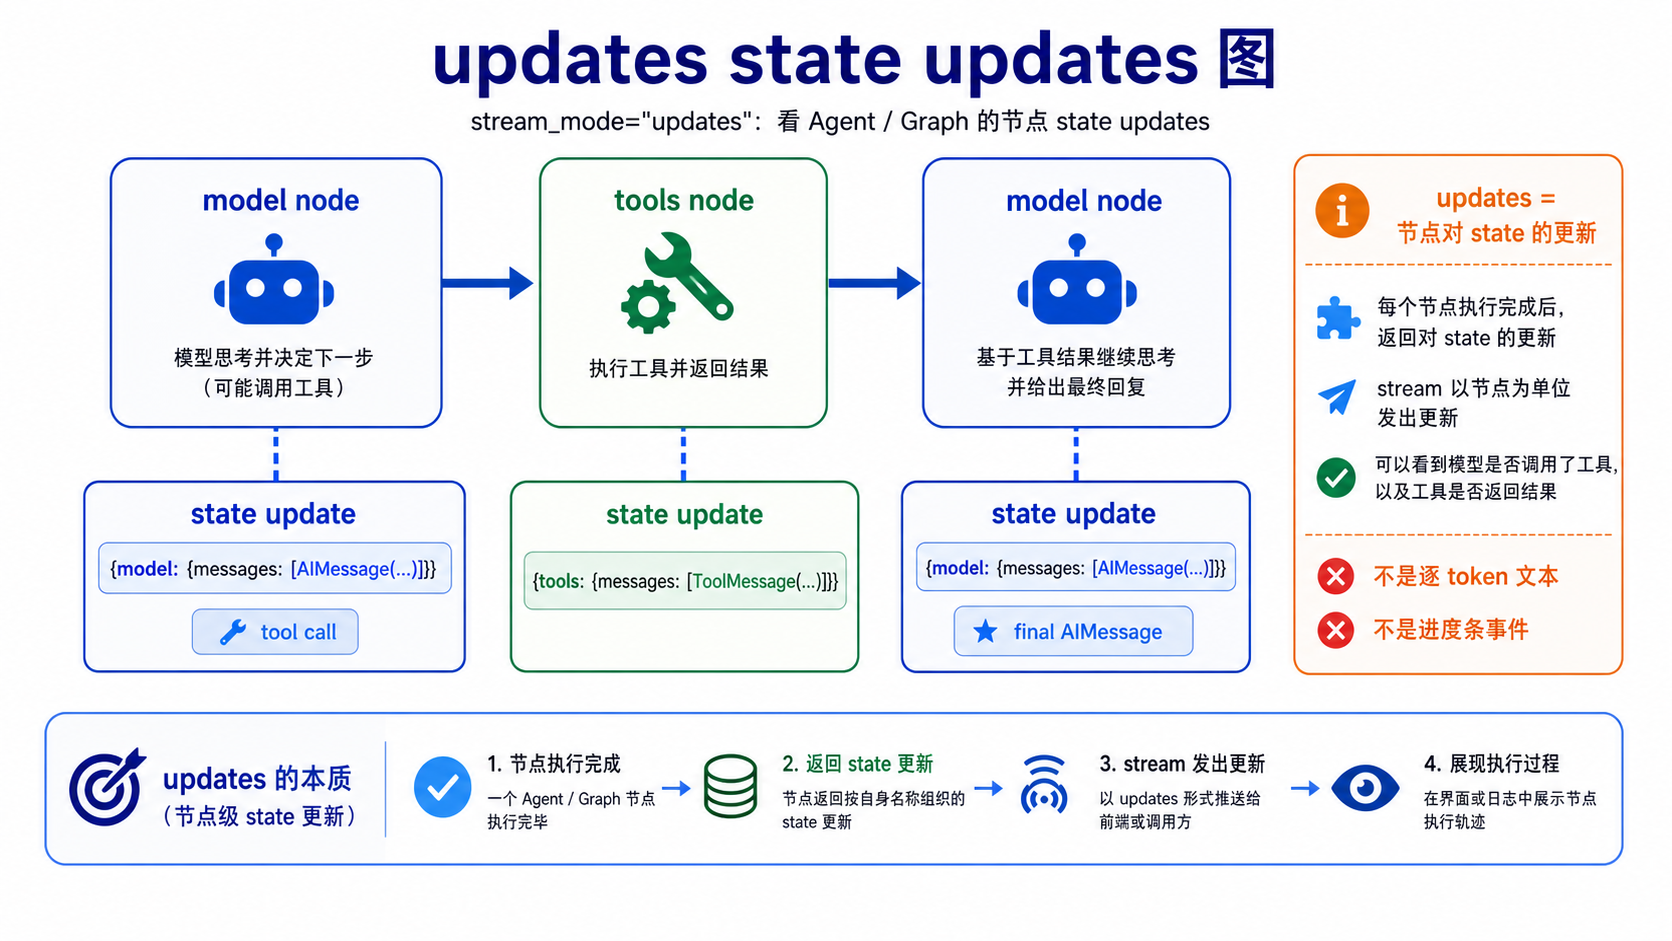 updates state updates 图
stream_mode="updates"：看 Agent / Graph 的节点 state updates
model node
模型思考并决定下一步
（可能调用工具）
tools node
执行工具并返回结果
model node
基于工具结果继续思考
并给出最终回复
state update
{model: {messages: [AIMessage(...)]}}
tool call
state update
{tools: {messages: [ToolMessage(...)]}}
state update
{model: {messages: [AIMessage(...)]}}
final AIMessage
updates =
节点对 state 的更新
每个节点执行完成后，
返回对 state 的更新
stream 以节点为单位
发出更新
可以看到模型是否调用了工具，
以及工具是否返回结果
不是逐 token 文本
不是进度条事件
updates 的本质
（节点级 state 更新）
1. 节点执行完成
一个 Agent / Graph 节点
执行完毕
2. 返回 state 更新
节点返回按自身名称组织的
state 更新
3. stream 发出更新
以 updates 形式推送给
前端或调用方
4. 展现执行过程
在界面或日志中展示节点
执行轨迹